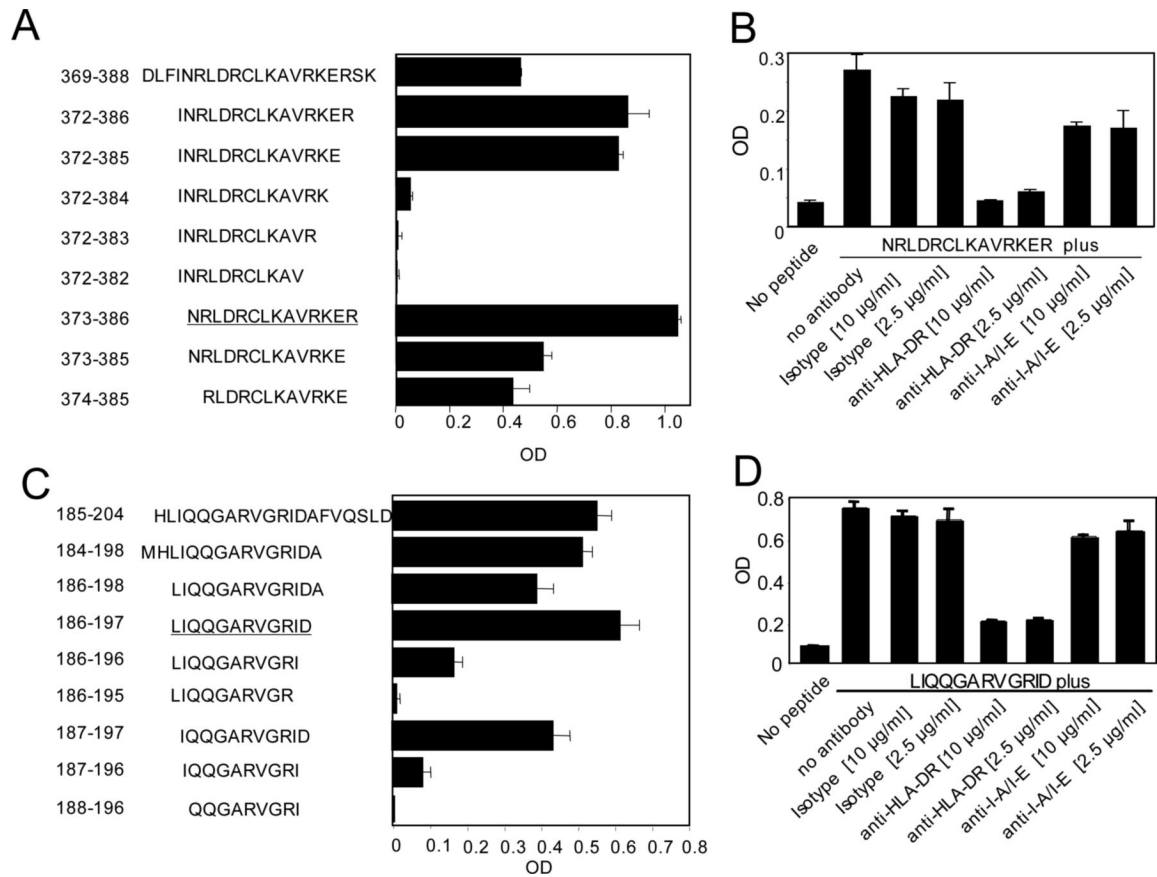 A
369-388 DLFINRLDRCLKAVRKERSK
372-386 INRLDRCLKAVRKER
372-385 INRLDRCLKAVRKE
372-384 INRLDRCLKAVRK
372-383 INRLDRCLKAVR
372-382 INRLDRCLKAV
373-386 NRLDRCLKAVRKER
373-385 NRLDRCLKAVRKE
374-385 RLDRCLKAVRKE
0 0.2 0.4 0.6 0.8 1.0
OD
B
0.3
0.2
0.1
0
OD
NRLDRCLKAVRKER plus
No peptide
no antibody
Isotype [10 µg/ml]
Isotype [2.5 µg/ml]
anti-HLA-DR [10 µg/ml]
anti-HLA-DR [2.5 µg/ml]
anti-I-A/I-E [10 µg/ml]
anti-I-A/I-E [2.5 µg/ml]
C
185-204 HLIQQGARVGRIDAFVQSLD
184-198 MHLIQQGARVGRIDA
186-198 LIQQGARVGRIDA
186-197 LIQQGARVGRID
186-196 LIQQGARVGRI
186-195 LIQQGARVGR
187-197 IQQGARVGRID
187-196 IQQGARVGRI
188-196 QQGARVGRI
0 0.1 0.2 0.3 0.4 0.5 0.6 0.7 0.8
OD
D
0.8
0.6
0.4
0.2
0
OD
LIQQGARVGRID plus
No peptide
no antibody
Isotype [10 µg/ml]
Isotype [2.5 µg/ml]
anti-HLA-DR [10 µg/ml]
anti-HLA-DR [2.5 µg/ml]
anti-I-A/I-E [10 µg/ml]
anti-I-A/I-E [2.5 µg/ml]